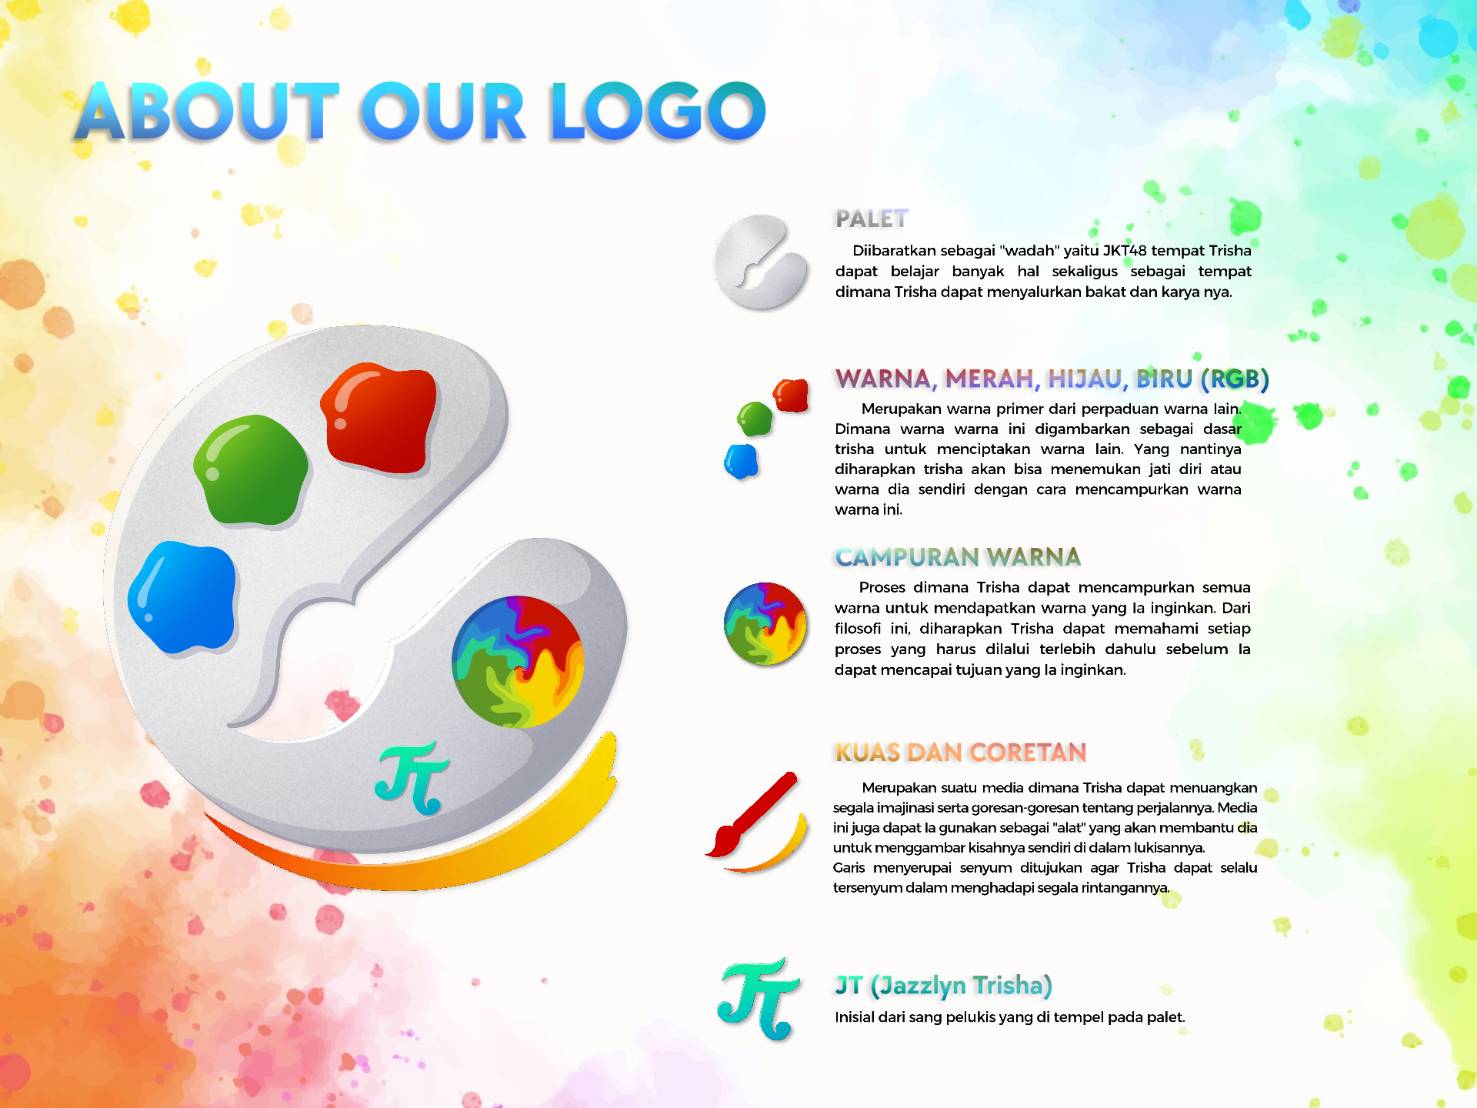 ABOUT OUR LOGO
PALET
Diibaratkan sebagai "wadah" yaitu JKT48 tempat Trisha
dapat belajar banyak hal sekaligus sebagai tempat
dimana Trisha dapat menyalurkan bakat dan karya nya.
WARNA, MERAH, HIJAU, BIRU (RGB)
Merupakan warna primer dari perpaduan warna lain.
Dimana warna warna ini digambarkan sebagai dasar
trisha untuk menciptakan warna lain. Yang nantinya
diharapkan trisha akan bisa menemukan jati diri atau
warna dia sendiri dengan cara mencampurkan warna
warna ini.
CAMPURAN WARNA
Proses dimana Trisha dapat mencampurkan semua
warna untuk mendapatkan warna yang Ia inginkan. Dari
filosofi ini, diharapkan Trisha dapat memahami setiap
proses yang harus dilalui terlebih dahulu sebelum Ia
dapat mencapai tujuan yang Ia inginkan.
KUAS DAN CORETAN
Merupakan suatu media dimana Trisha dapat menuangkan
segala imajinasi serta goresan-goresan tentang perjalannya. Media
ini juga dapat Ia gunakan sebagai "alat" yang akan membantu dia
untuk menggambar kisahnya sendiri di dalam lukisannya.
Garis menyerupai senyum ditujukan agar Trisha dapat selalu
tersenyum dalam menghadapi segala rintangannya.
JT
JT
JT (Jazzlyn Trisha)
Inisial dari sang pelukis yang di tempel pada palet.